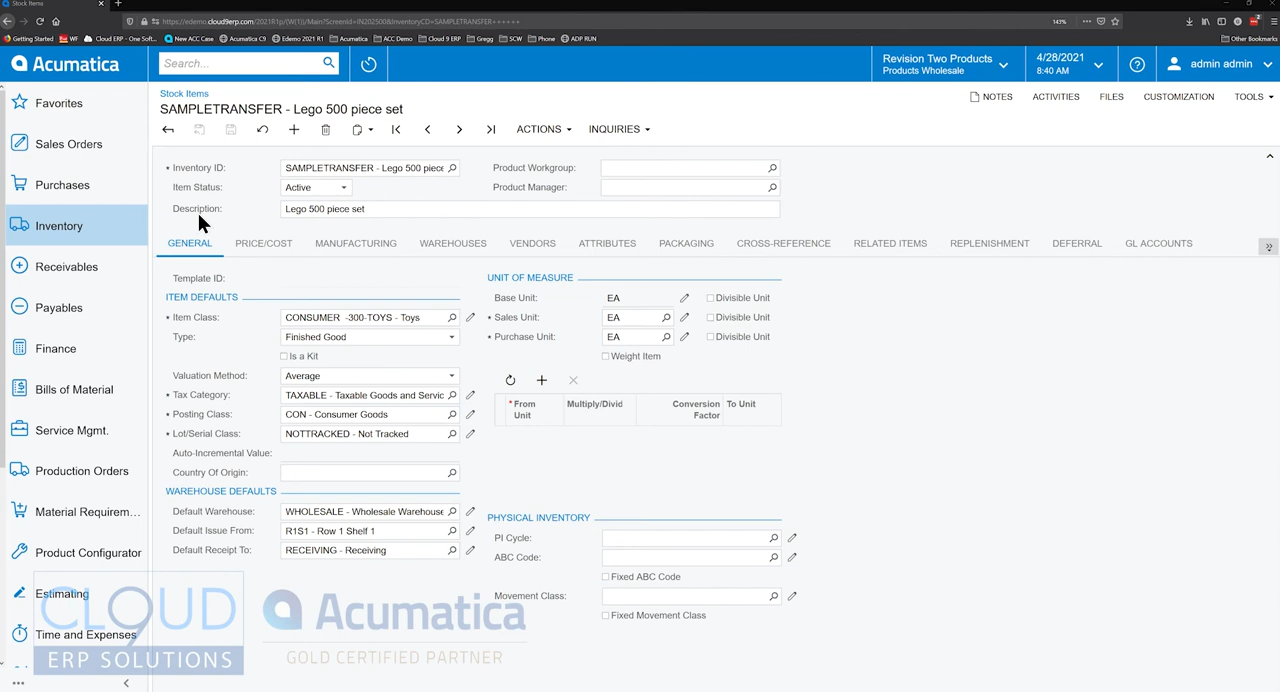 Stock Items
https://edemo.cloud9erp.com/2021R1p/(W(1))/Main?ScreenId=IN202500&InventoryCD=SAMPLETRANSFER+++++
143%
Getting Started WF Cloud ERP - One Soft... New ACC Case Acumatica C9 Edemo 2021 R1 Acumatica ACC Demo Cloud 9 ERP Gregg SCW Phone ADP RUN Other Bookmarks
Acumatica
Search...
Revision Two Products
Products Wholesale
4/28/2021
8:40 AM
admin admin
Favorites
Sales Orders
Purchases
Inventory
Receivables
Payables
Finance
Bills of Material
Service Mgmt.
Production Orders
Material Requirem...
Product Configurator
Estimating
Time and Expenses
Stock Items
SAMPLETRANSFER - Lego 500 piece set
NOTES ACTIVITIES FILES CUSTOMIZATION TOOLS
ACTIONS INQUIRIES
* Inventory ID: SAMPLETRANSFER - Lego 500 piece Product Workgroup:
Item Status: Active Product Manager:
Description: Lego 500 piece set
GENERAL PRICE/COST MANUFACTURING WAREHOUSES VENDORS ATTRIBUTES PACKAGING CROSS-REFERENCE RELATED ITEMS REPLENISHMENT DEFERRAL GL ACCOUNTS
Template ID:
ITEM DEFAULTS
* Item Class: CONSUMER -300-TOYS - Toys
Type: Finished Good
Is a Kit
Valuation Method: Average
* Tax Category: TAXABLE - Taxable Goods and Servic
* Posting Class: CON - Consumer Goods
* Lot/Serial Class: NOTTRACKED - Not Tracked
Auto-Incremental Value:
Country Of Origin:
WAREHOUSE DEFAULTS
Default Warehouse: WHOLESALE - Wholesale Warehouse
Default Issue From: R1S1 - Row 1 Shelf 1
Default Receipt To: RECEIVING - Receiving
UNIT OF MEASURE
Base Unit: EA Divisible Unit
* Sales Unit: EA Divisible Unit
* Purchase Unit: EA Divisible Unit
Weight Item
* From Unit Multiply/Divid Conversion Factor To Unit
PHYSICAL INVENTORY
PI Cycle:
ABC Code:
Fixed ABC Code
Movement Class:
Fixed Movement Class
CLOUD9
ERP SOLUTIONS
Acumatica
GOLD CERTIFIED PARTNER